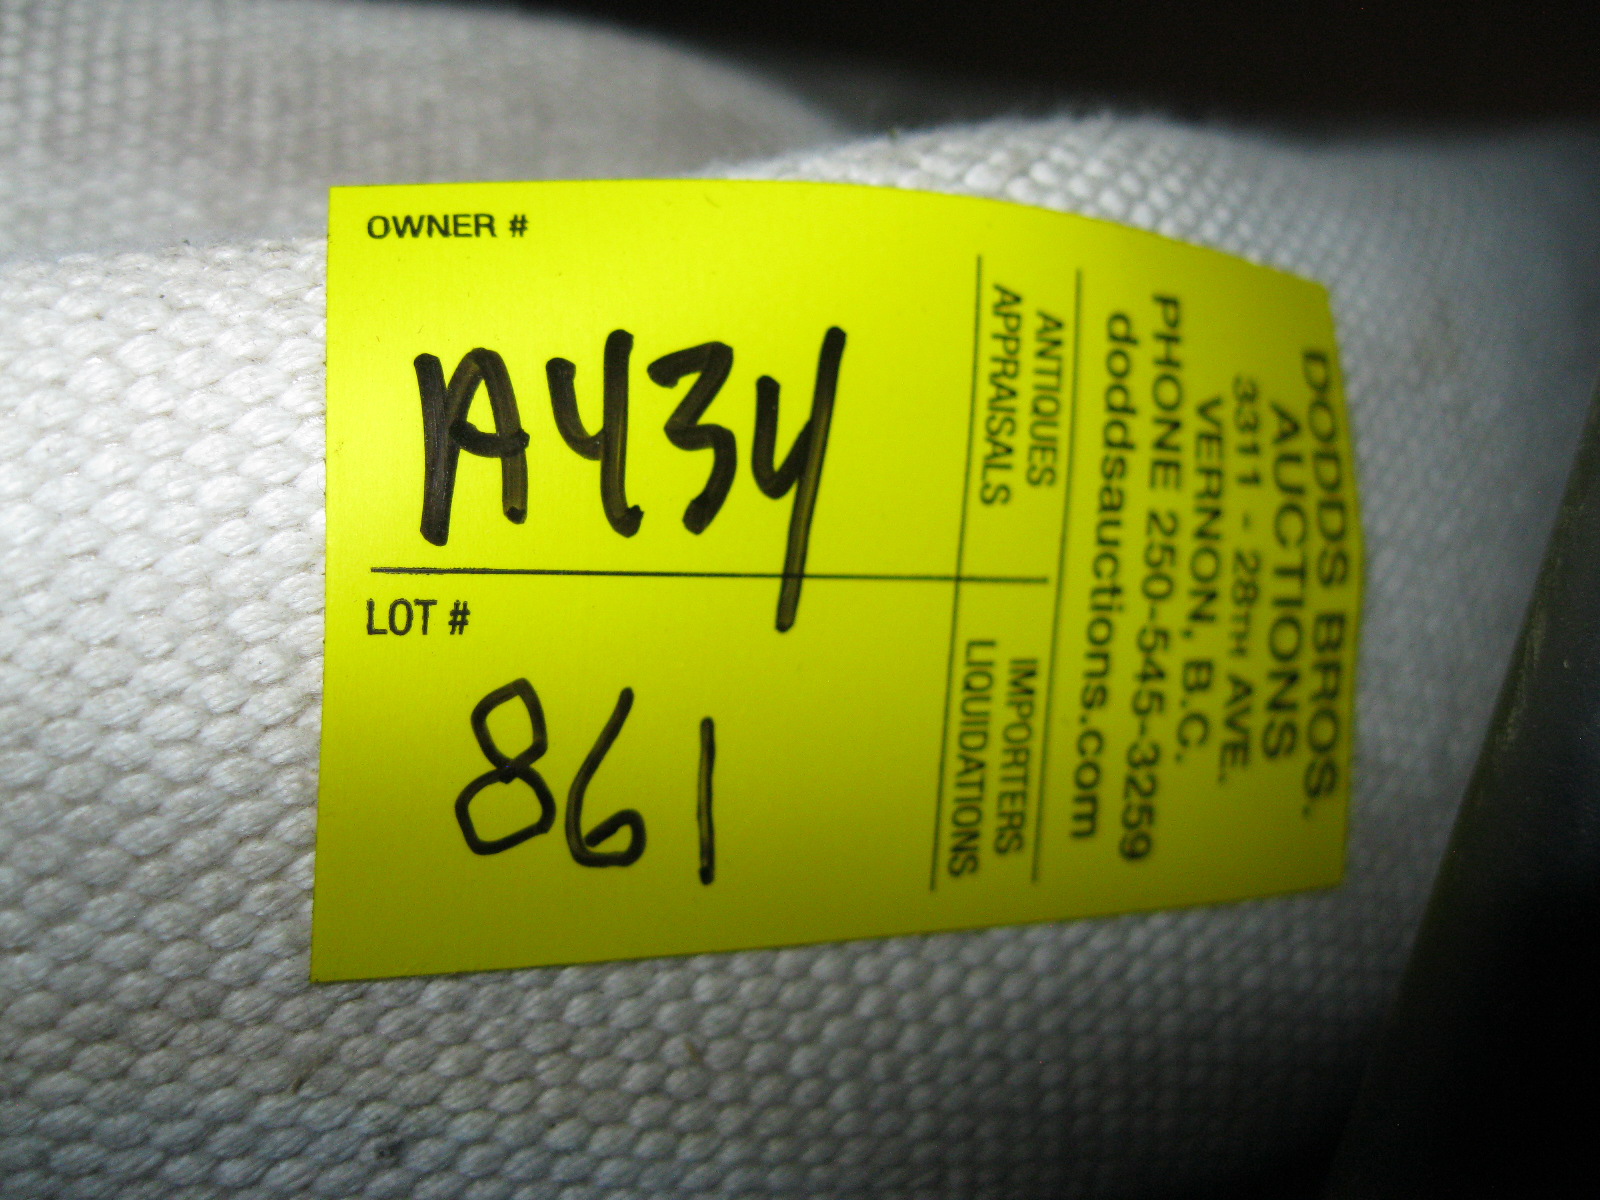 OWNER #
A434
LOT #
861
DODDS BROS.
AUCTIONS
3311 - 28TH AVE.
VERNON, B.C.
PHONE 250-545-3259
doddsauctions.com
ANTIQUES
APPRAISALS
IMPORTERS
LIQUIDATIONS